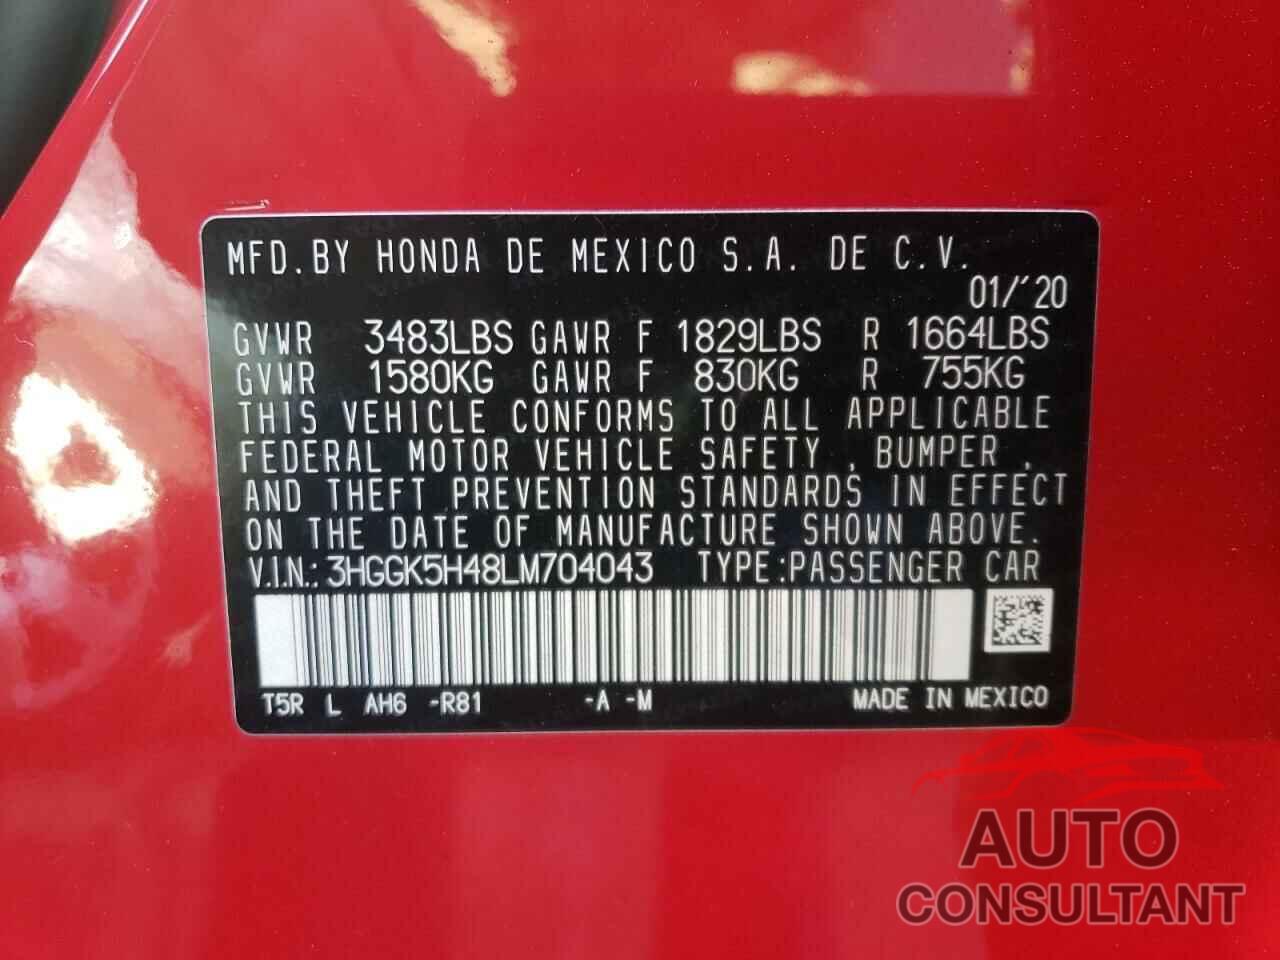 MFD.BY HONDA DE MEXICO S.A. DE C.V.
01/'20
GVWR 3483LBS GAWR F 1829LBS R 1664LBS
GVWR 1580KG GAWR F 830KG R 755KG
THIS VEHICLE CONFORMS TO ALL APPLICABLE
FEDERAL MOTOR VEHICLE SAFETY , BUMPER ,
AND THEFT PREVENTION STANDARDS IN EFFECT
ON THE DATE OF MANUFACTURE SHOWN ABOVE.
V.I.N.: 3HGGK5H48LM704043 TYPE:PASSENGER CAR
T5R L AH6 -R81 -A -M MADE IN MEXICO
AUTO
CONSULTANT